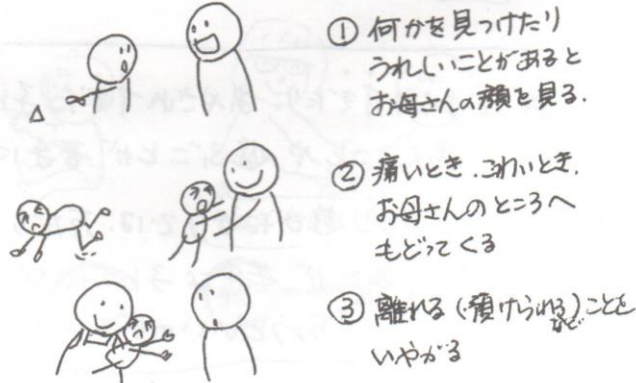 ① 何かを見つけたり
うれしいことがあると
お母さんの顔を見る.
② 痛いとき.こわいとき.
お母さんのところへ
もどってくる
③ 離れる(預けられるなど)ことを
いやがる